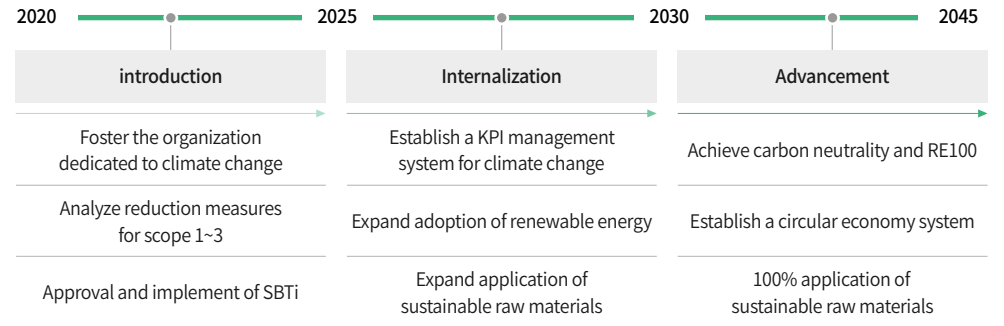 2020 2025 2030 2045
introduction
Foster the organization
dedicated to climate change
Analyze reduction measures
for scope 1~3
Approval and implement of SBTi
Internalization
Establish a KPI management
system for climate change
Expand adoption of renewable energy
Expand application of
sustainable raw materials
Advancement
Achieve carbon neutrality and RE100
Establish a circular economy system
100% application of
sustainable raw materials